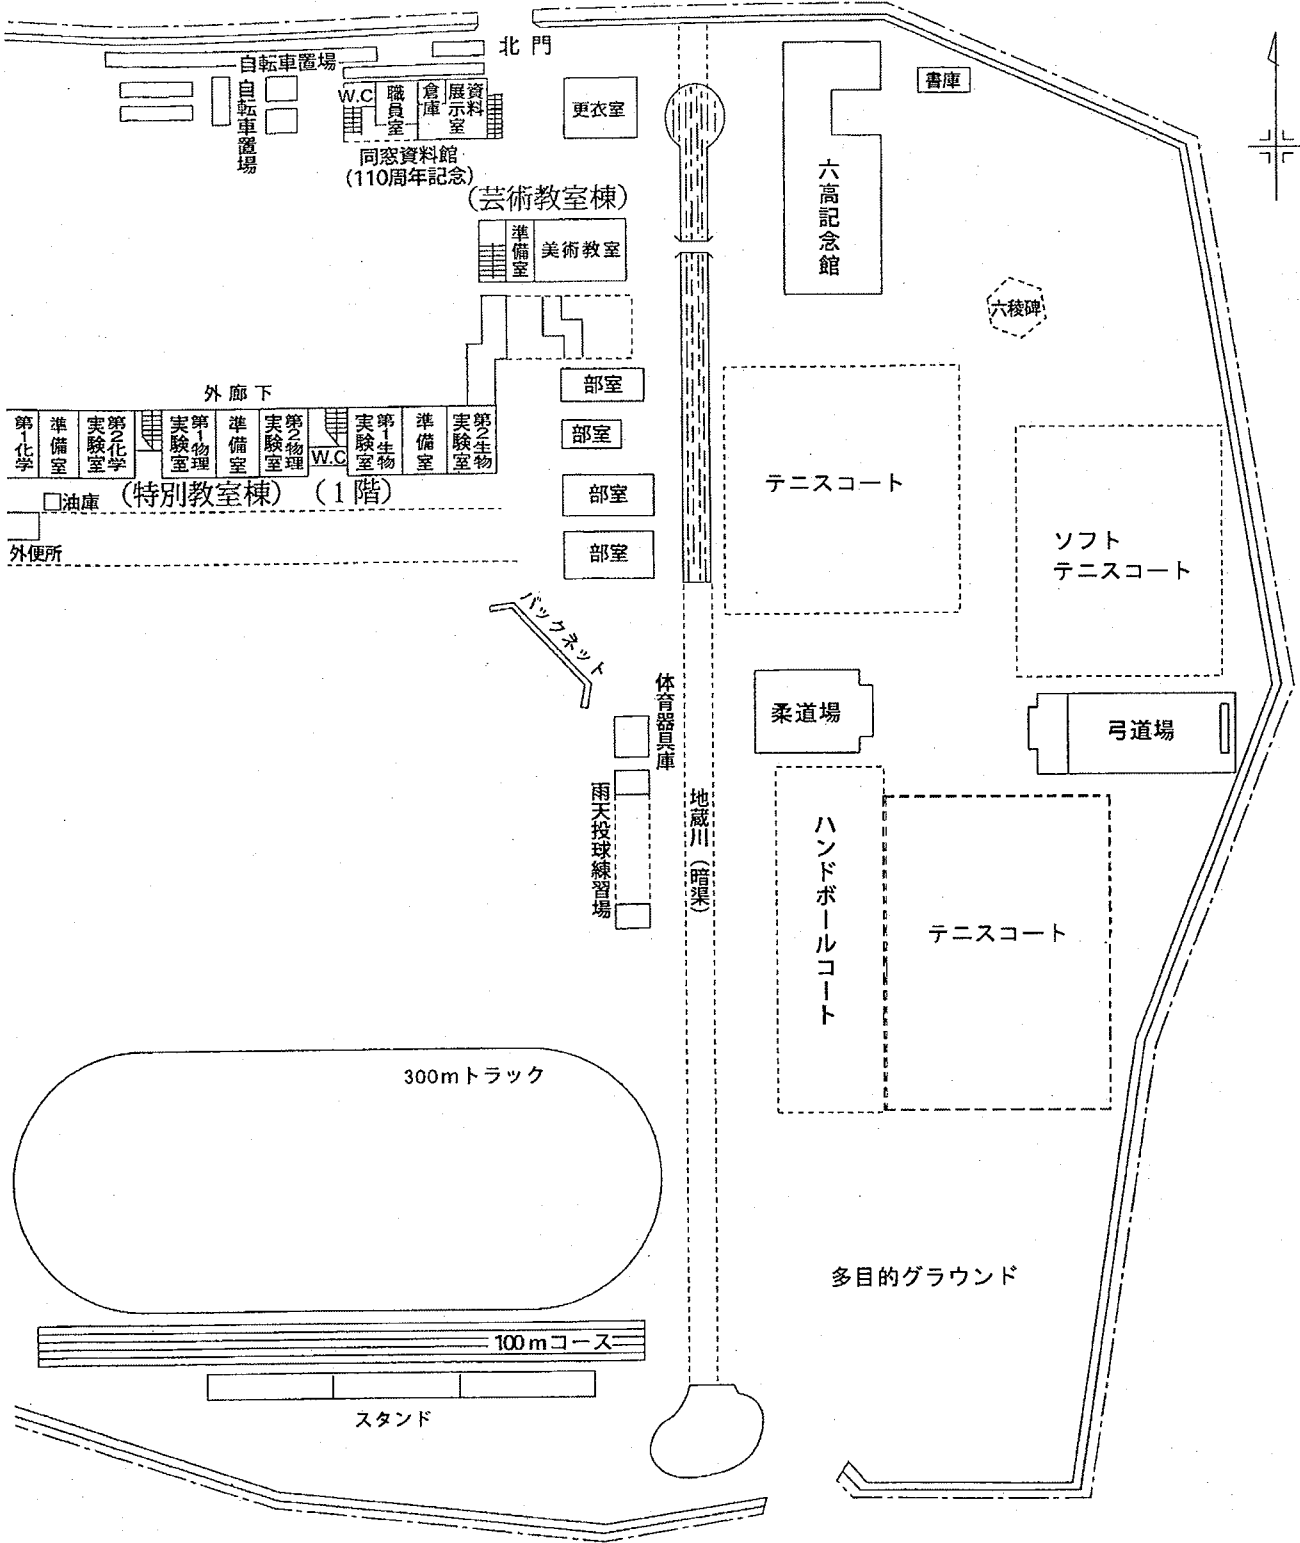 北門
自転車置場
自転車置場
W.C
職員室
倉庫
資料展示室
更衣室
書庫
同窓資料館
(110周年記念)
六高記念館
(芸術教室棟)
準備室
美術教室
六稜碑
部室
外廊下
部室
第1化学
準備室
第2化学実験室
第1物理実験室
準備室
第2物理実験室
W.C
第1生物実験室
準備室
第2生物実験室
テニスコート
部室
(特別教室棟) (1階)
油庫
外便所
部室
ソフト
テニスコート
バックネット
体育器具庫
柔道場
弓道場
雨天投球練習場
地蔵川(暗渠)
ハンドボールコート
テニスコート
300mトラック
多目的グラウンド
100mコース
スタンド